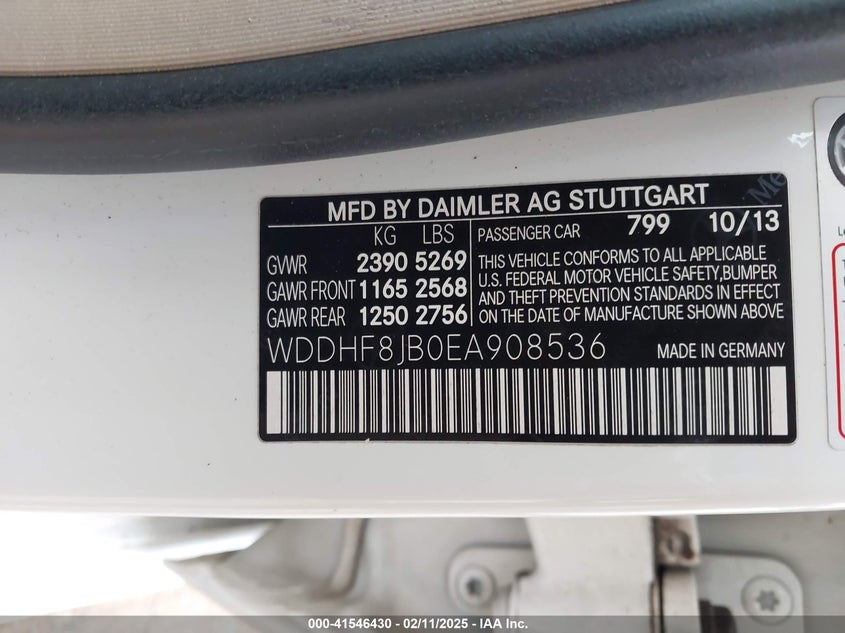 MFD BY DAIMLER AG STUTTGART
KG LBS
GVWR 2390 5269
GAWR FRONT 1165 2568
GAWR REAR 1250 2756
PASSENGER CAR 799 10/13
THIS VEHICLE CONFORMS TO ALL APPLICABLE
U.S. FEDERAL MOTOR VEHICLE SAFETY,BUMPER
AND THEFT PREVENTION STANDARDS IN EFFECT
ON THE DATE OF MANUFACTURE SHOWN ABOVE
WDDHF8JB0EA908536 MADE IN GERMANY
000-41546430 - 02/11/2025 - IAA Inc.